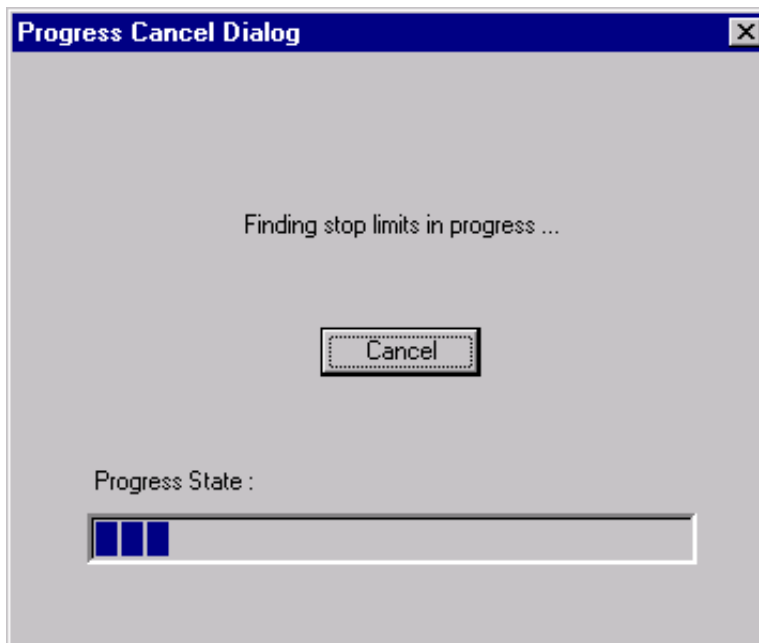 Progress Cancel Dialog
Finding stop limits in progress ...
Cancel
Progress State :